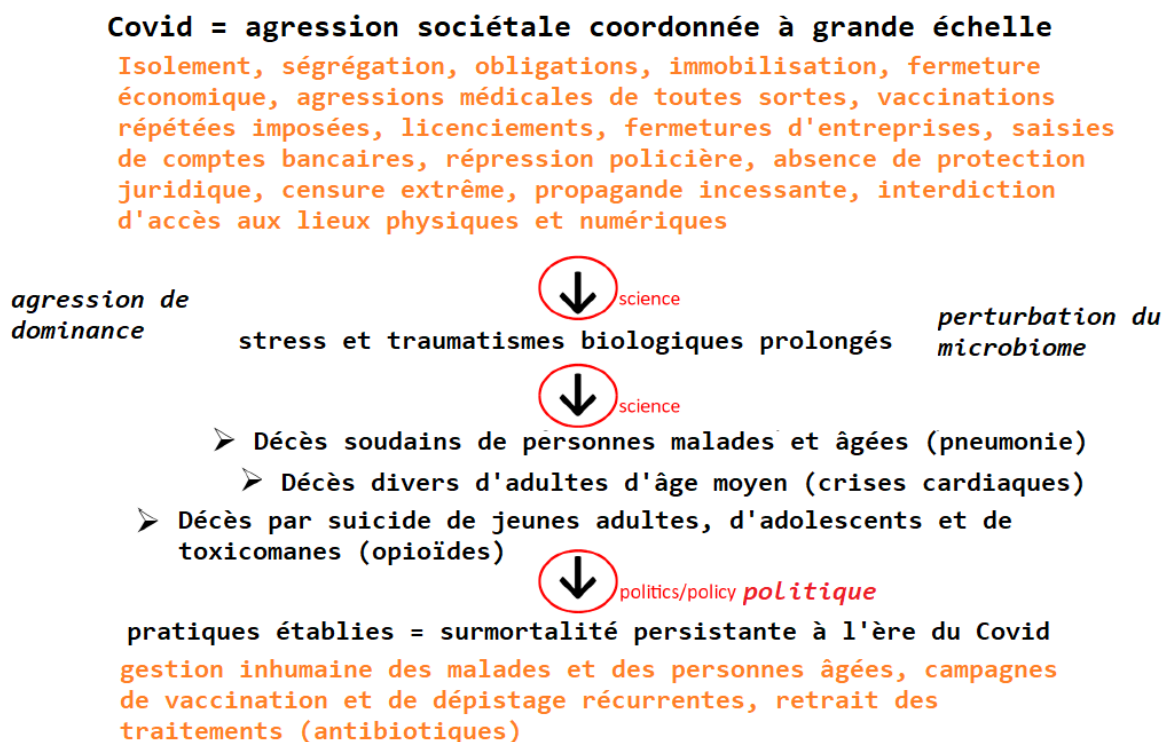 Covid = agression sociétale coordonnée à grande échelle
Isolement, ségrégation, obligations, immobilisation, fermeture
économique, agressions médicales de toutes sortes, vaccinations
répétées imposées, licenciements, fermetures d'entreprises, saisies
de comptes bancaires, répression policière, absence de protection
juridique, censure extrême, propagande incessante, interdiction
d'accès aux lieux physiques et numériques
science
agression de
dominance
perturbation du
microbiome
stress et traumatismes biologiques prolongés
science
Décès soudains de personnes malades et âgées (pneumonie)
Décès divers d'adultes d'âge moyen (crises cardiaques)
Décès par suicide de jeunes adultes, d'adolescents et de
toxicomanes (opioïdes)
politics/policy politique
pratiques établies = surmortalité persistante à l'ère du Covid
gestion inhumaine des malades et des personnes âgées, campagnes
de vaccination et de dépistage récurrentes, retrait des
traitements (antibiotiques)